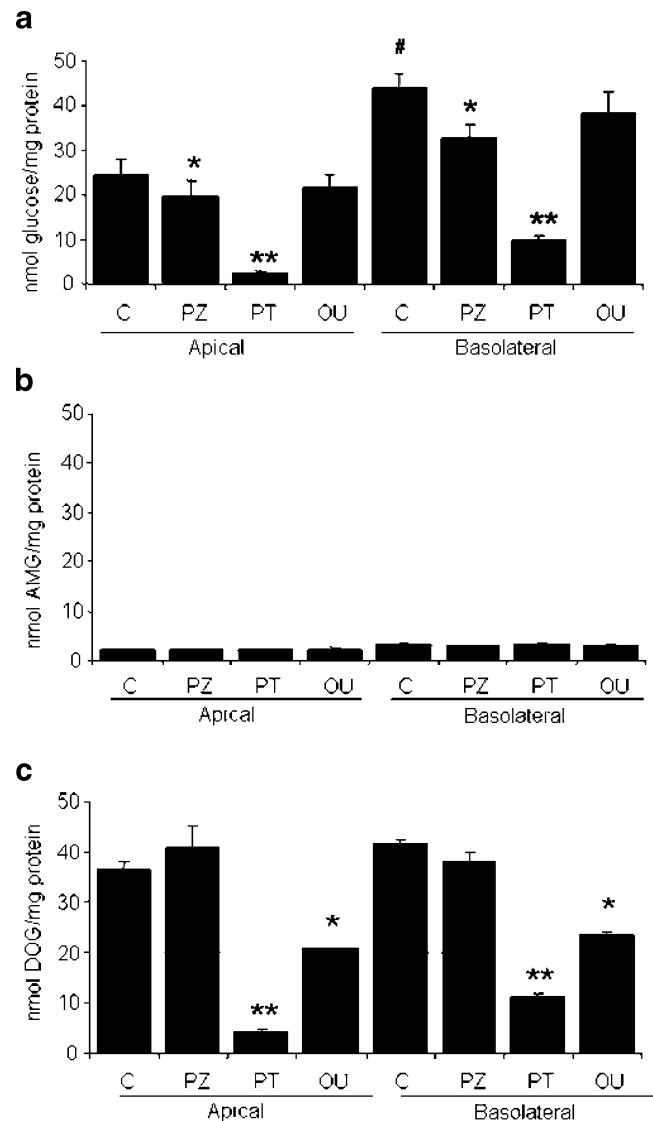 a
nmol glucose/mg protein
50
40
30
20
10
0
#
*
*
**
**
C PZ PT OU C PZ PT OU
Apical Basolateral
b
nmol AMG/mg protein
50
40
30
20
10
0
C PZ PT OU C PZ PT OU
Apical Basolateral
c
nmol DOG/mg protein
50
40
30
20
10
0
*
*
**
**
C PZ PT OU C PZ PT OU
Apical Basolateral